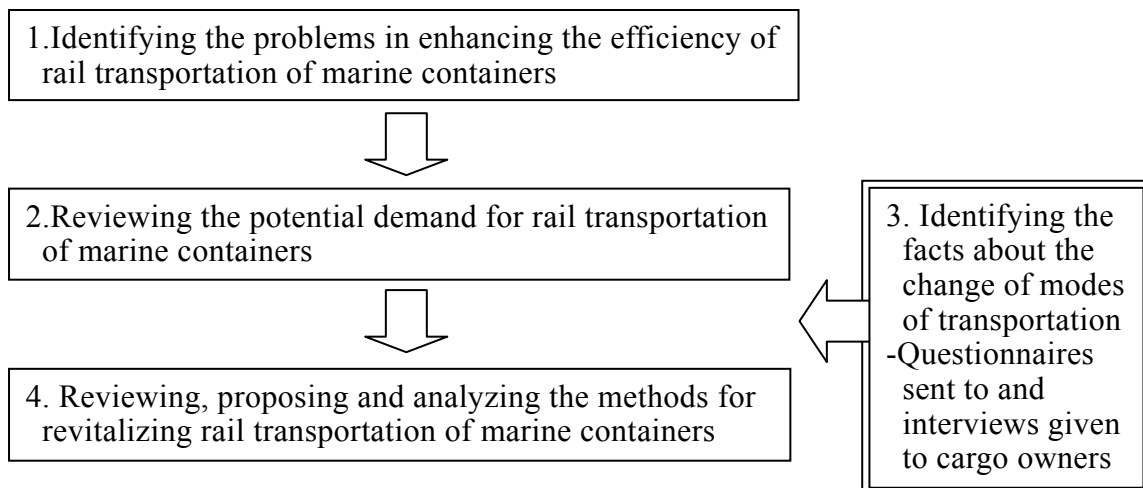 1.Identifying the problems in enhancing the efficiency of
rail transportation of marine containers
2.Reviewing the potential demand for rail transportation
of marine containers
3. Identifying the
facts about the
change of modes
of transportation
-Questionnaires
sent to and
interviews given
to cargo owners
4. Reviewing, proposing and analyzing the methods for
revitalizing rail transportation of marine containers